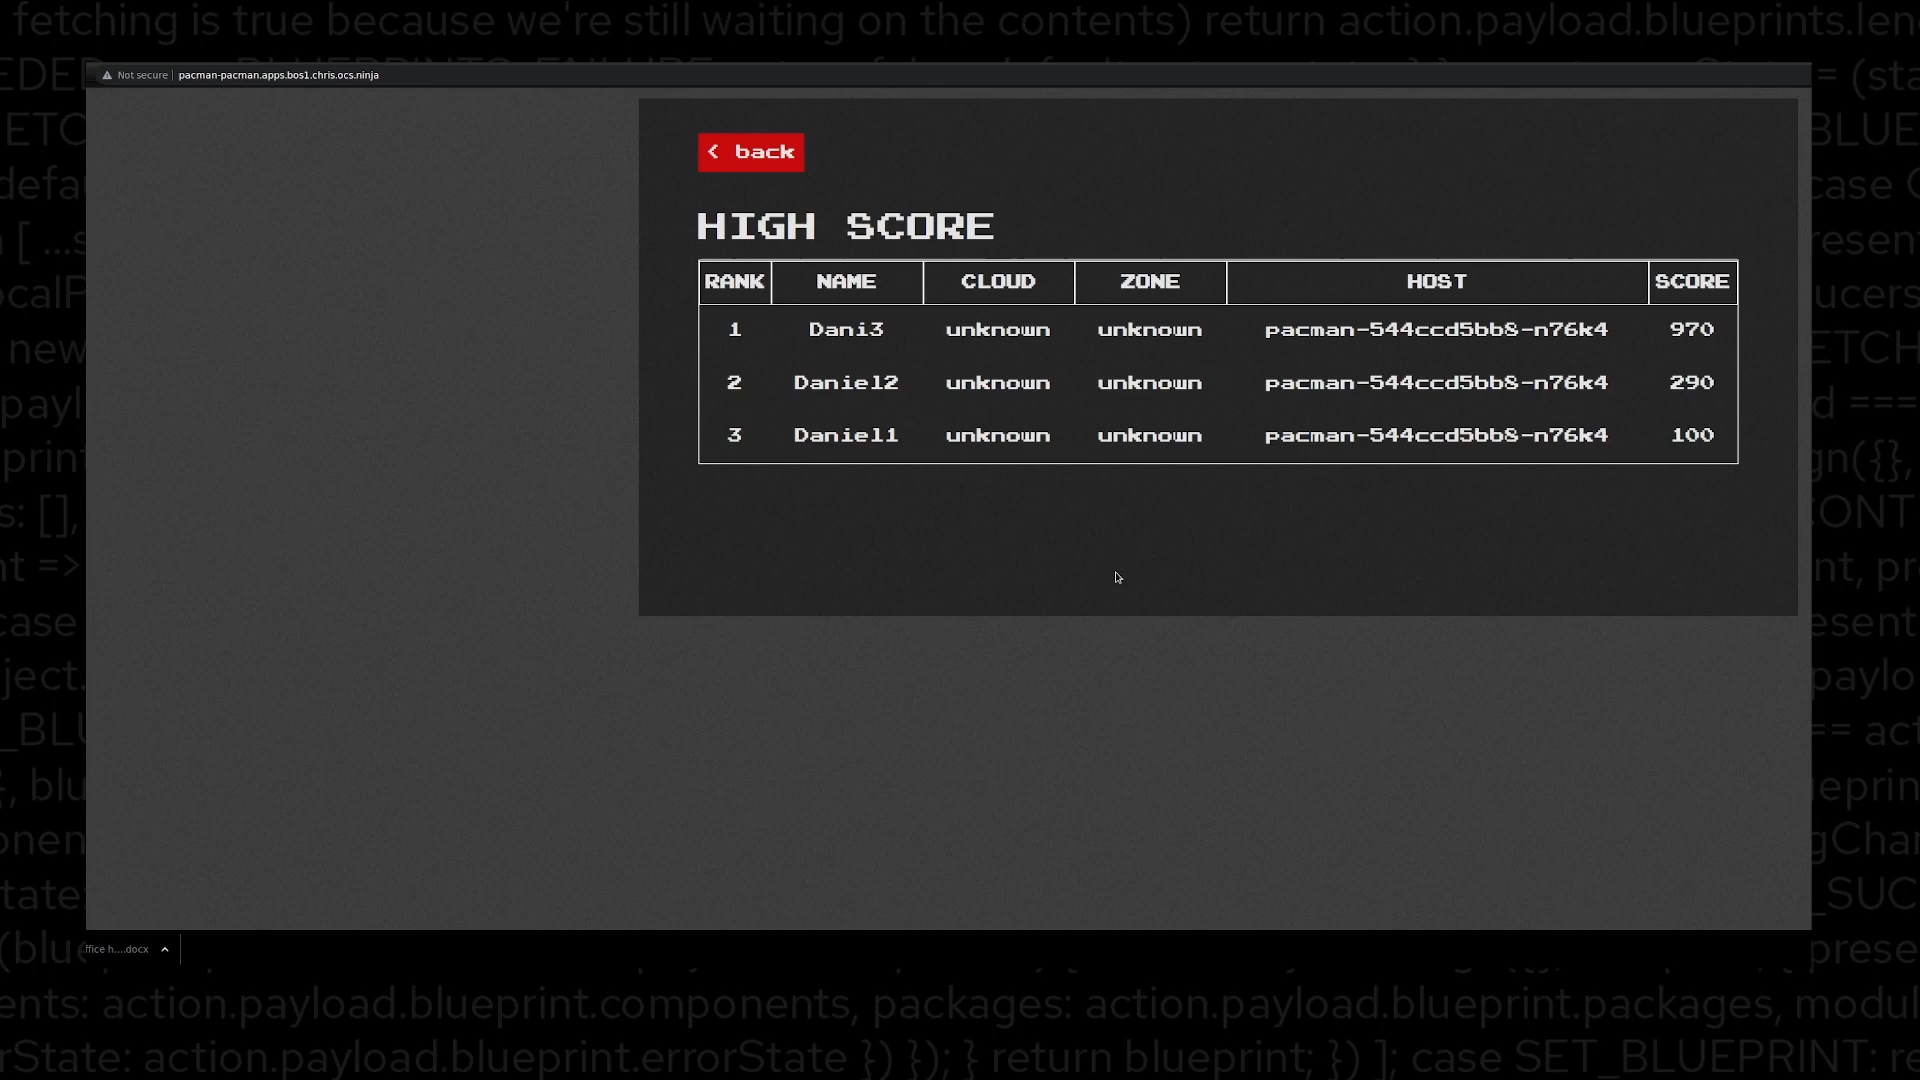 fetching is true because we're still waiting on the contents) return action.payload.blueprints.len
Not secure pacman-pacman.apps.bos1.chris.ocs.ninja
< back
HIGH SCORE
RANK NAME CLOUD ZONE HOST SCORE
1 Dani3 unknown unknown pacman-544ccd5bb8-n76k4 970
2 Daniel2 unknown unknown pacman-544ccd5bb8-n76k4 290
3 Daniel1 unknown unknown pacman-544ccd5bb8-n76k4 100
ffice h....docx
ents: action.payload.blueprint.components, packages: action.payload.blueprint.packages, modul
rState: action.payload.blueprint.errorState }) }); } return blueprint; }) ]; case SET_BLUEPRINT: re